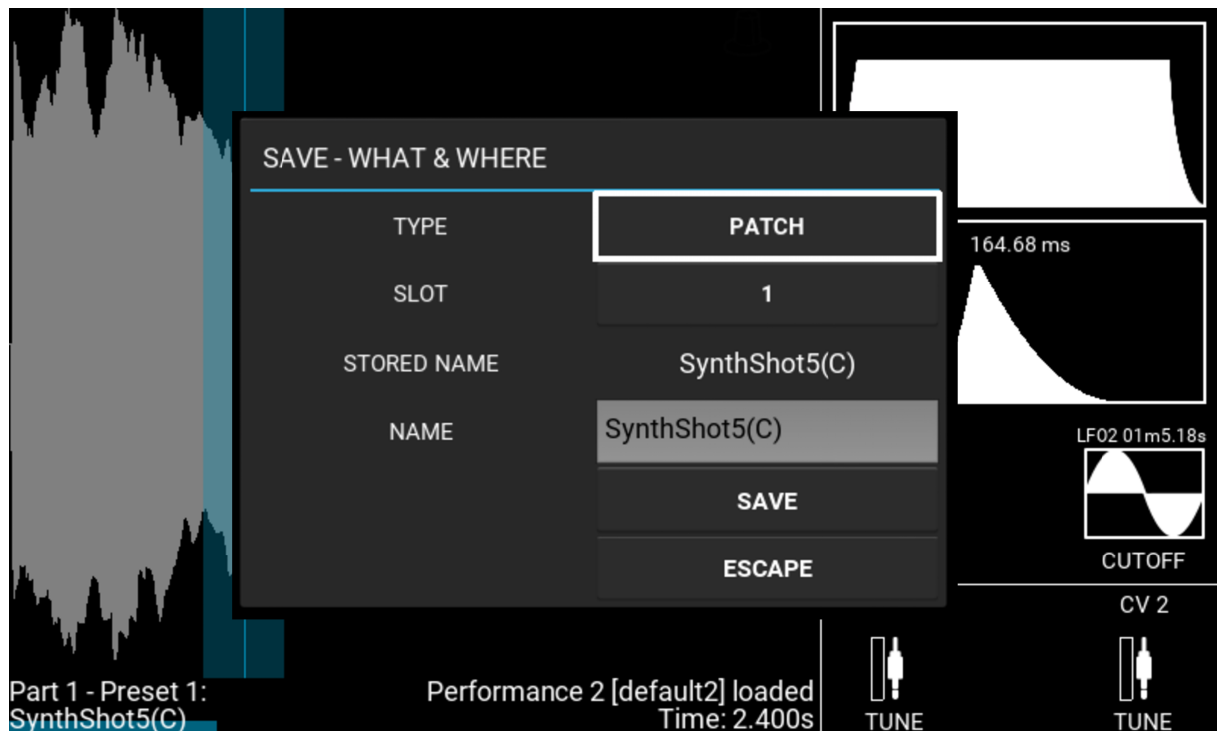 SAVE - WHAT & WHERE
TYPE
PATCH
SLOT
1
STORED NAME
SynthShot5(C)
NAME
SynthShot5(C)
SAVE
ESCAPE
164.68 ms
LFO2 01m5.18s
CUTOFF
CV 2
TUNE
TUNE
Part 1 - Preset 1:
SynthShot5(C)
Performance 2 [default2] loaded
Time: 2.400s